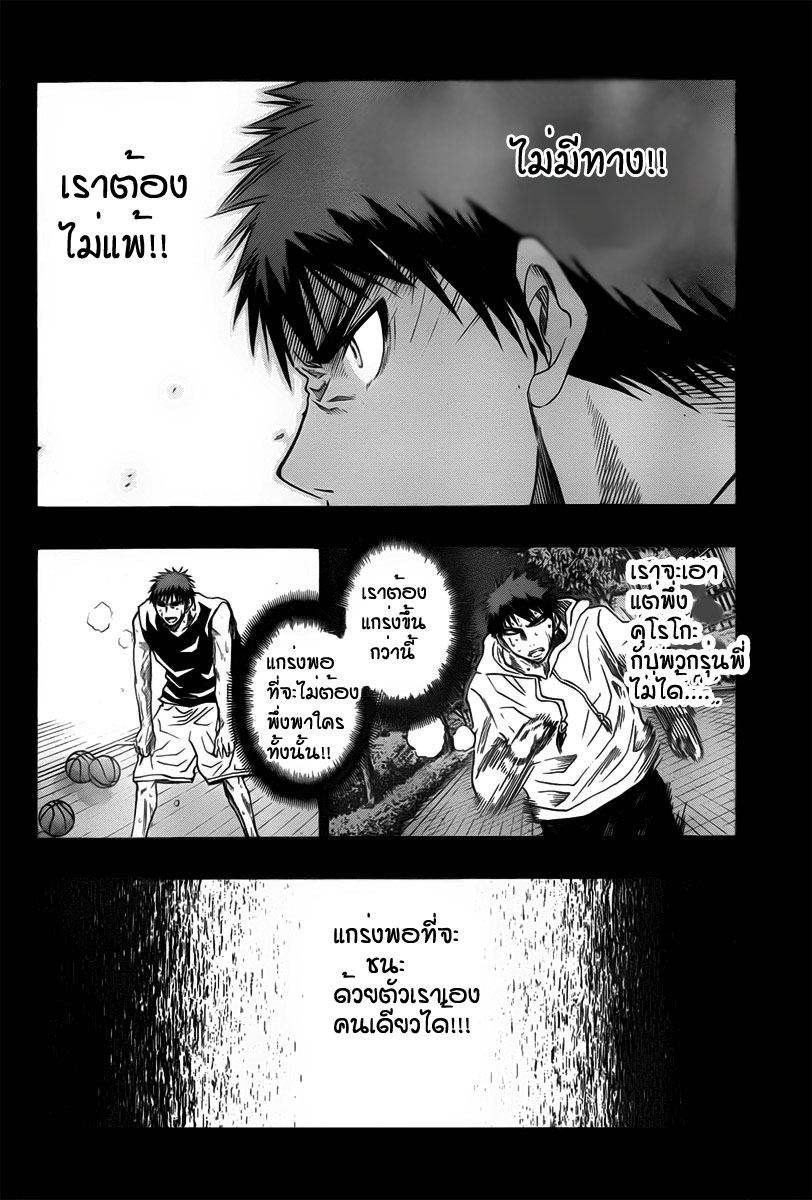 ไม่มีทาง!!
เราต้อง
ไม่แพ้!!
เราจะเอา
แต่พึ่ง
คุโรโกะ
กับพวกรุ่นพี่
ไม่ได้....
เราต้อง
แกร่งขึ้น
กว่านี้
แกร่งพอ
ที่จะไม่ต้อง
พึ่งพาใคร
ทั้งนั้น!!
แกร่งพอที่จะ
ชนะ
ด้วยตัวเราเอง
คนเดียวได้!!!